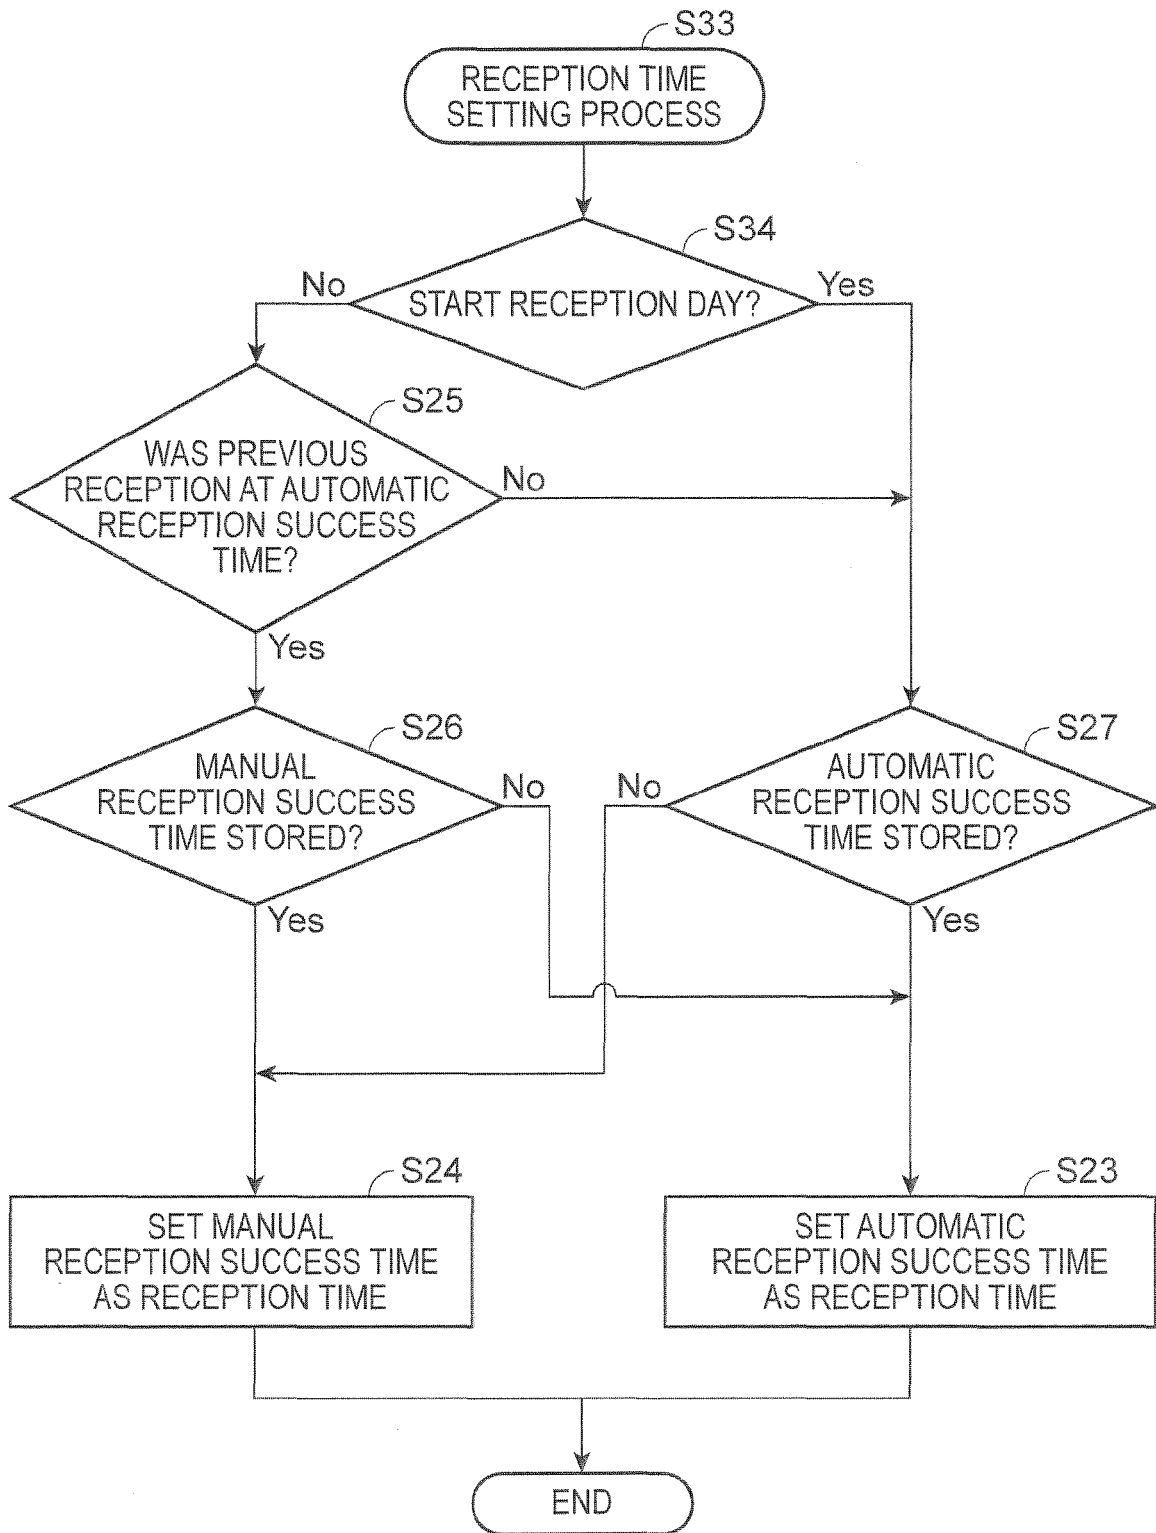 S33
RECEPTION TIME
SETTING PROCESS
S34
No
START RECEPTION DAY?
Yes
S25
WAS PREVIOUS
RECEPTION AT AUTOMATIC
RECEPTION SUCCESS
TIME?
No
Yes
S26
MANUAL
RECEPTION SUCCESS
TIME STORED?
No
Yes
S27
No
AUTOMATIC
RECEPTION SUCCESS
TIME STORED?
Yes
S24
SET MANUAL
RECEPTION SUCCESS TIME
AS RECEPTION TIME
S23
SET AUTOMATIC
RECEPTION SUCCESS TIME
AS RECEPTION TIME
END